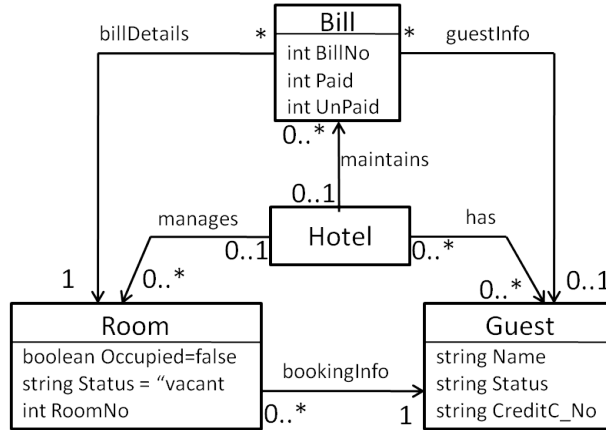 Bill
billDetails
*
*
guestInfo
int BillNo
int Paid
int UnPaid
0..*
maintains
0..1
manages
Hotel
has
0..1
0..*
1
0..*
0..*
0..1
Room
Guest
boolean Occupied=false
string Status = “vacant
int RoomNo
bookingInfo
string Name
string Status
string CreditC_No
0..*
1